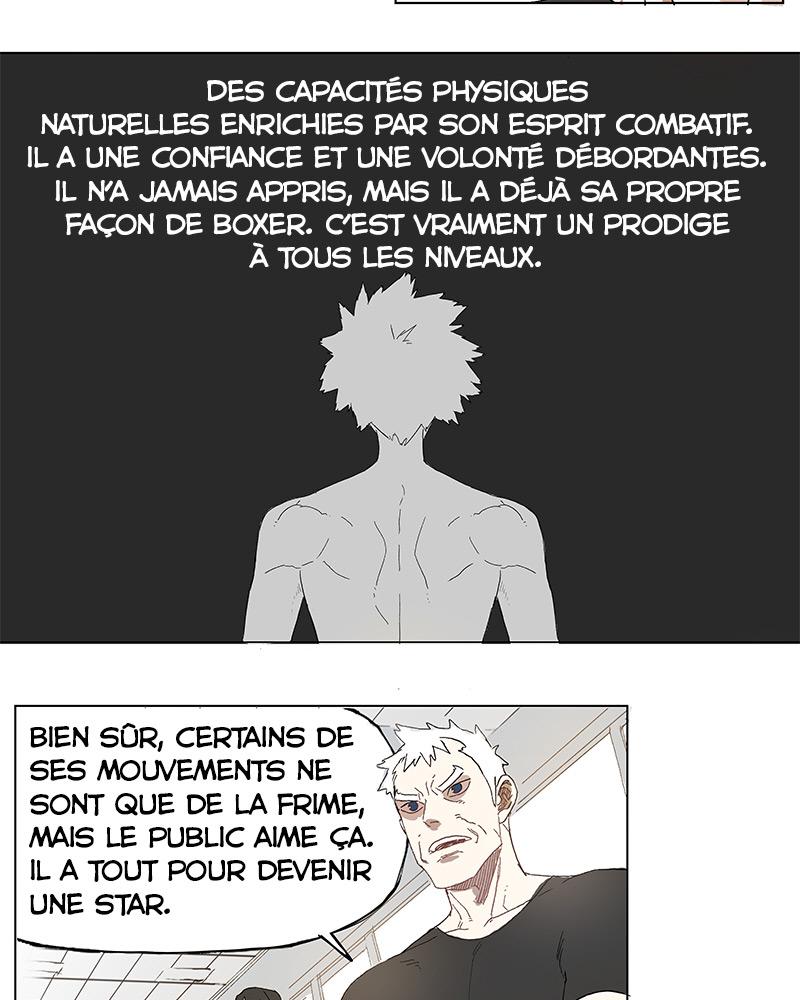 DES CAPACITÉS PHYSIQUES
NATURELLES ENRICHIES PAR SON ESPRIT COMBATIF.
IL A UNE CONFIANCE ET UNE VOLONTÉ DÉBORDANTES.
IL N'A JAMAIS APPRIS, MAIS IL A DÉJÀ SA PROPRE
FAÇON DE BOXER. C'EST VRAIMENT UN PRODIGE
À TOUS LES NIVEAUX.
BIEN SÛR, CERTAINS DE
SES MOUVEMENTS NE
SONT QUE DE LA FRIME,
MAIS LE PUBLIC AIME ÇA.
IL A TOUT POUR DEVENIR
UNE STAR.